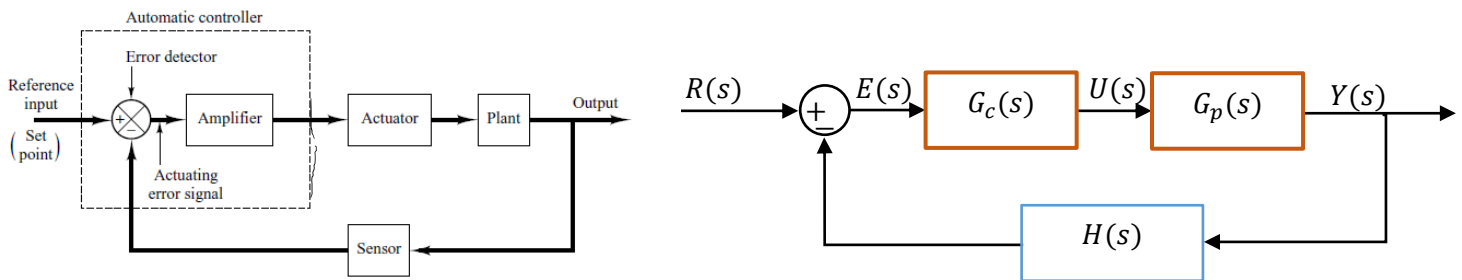 Automatic controller
Error detector
Reference
input
( Set
point )
+
−
Amplifier
Actuator
Plant
Output
Actuating
error signal
Sensor
R(s)
+
−
E(s)
G_c(s)
U(s)
G_p(s)
Y(s)
H(s)